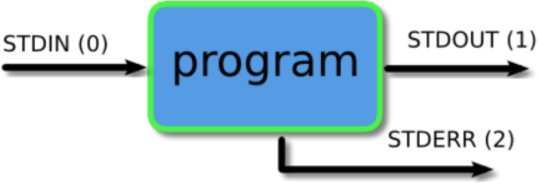 STDIN (0)
program
STDOUT (1)
STDERR (2)